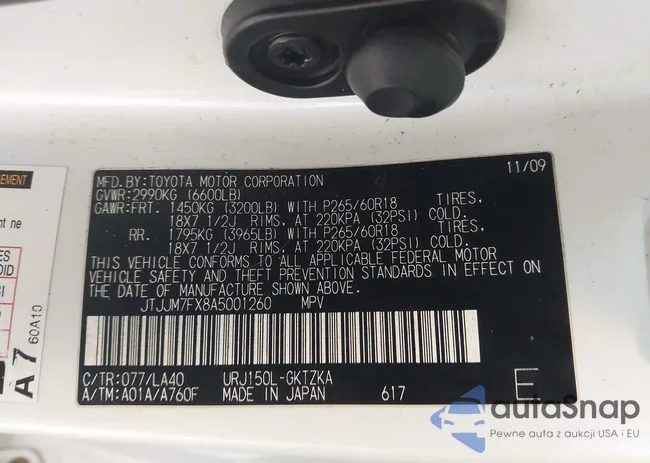 11/09
MFD.BY:TOYOTA MOTOR CORPORATION
GVWR:2990KG (6600LB)
GAWR:FRT. 1450KG (3200LB) WITH P265/60R18 TIRES,
18X7 1/2J RIMS, AT 220KPA (32PSI) COLD.
RR. 1795KG (3965LB) WITH P265/60R18 TIRES,
18X7 1/2J RIMS, AT 220KPA (32PSI) COLD.
THIS VEHICLE CONFORMS TO ALL APPLICABLE FEDERAL MOTOR
VEHICLE SAFETY AND THEFT PREVENTION STANDARDS IN EFFECT ON
THE DATE OF MANUFACTURE SHOWN ABOVE.
JTJJM7FX8A5001260 MPV
C/TR:077/LA40 URJ150L-GKTZKA
A/TM:A01A/A760F MADE IN JAPAN 617 E
A7 60A10
autaSnap
Pewne auta z aukcji USA i EU